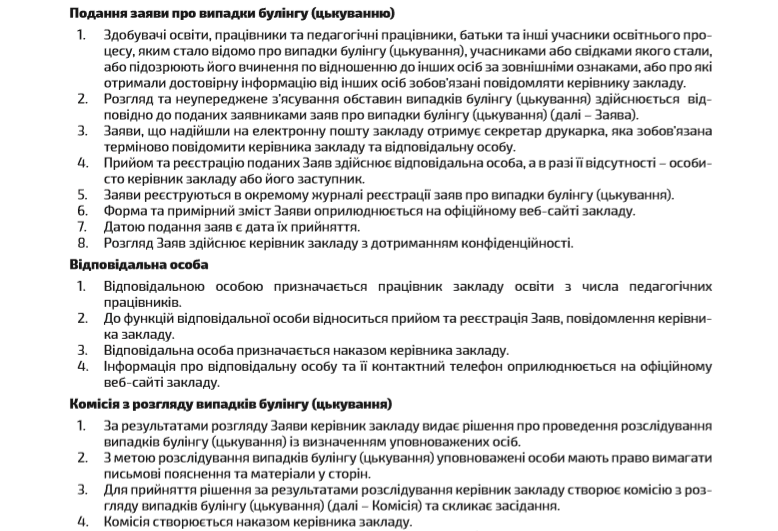 Подання заяви про випадки булінгу (цькуванню)
1. Здобувачі освіти, працівники та педагогічні працівники, батьки та інші учасники освітнього про-
цесу, яким стало відомо про випадки булінгу (цькування), учасниками або свідками якого стали,
або підозрюють його вчинення по відношенню до інших осіб за зовнішніми ознаками, або про які
отримали достовірну інформацію від інших осіб зобов'язані повідомляти керівнику закладу.
2. Розгляд та неупереджене з'ясування обставин випадків булінгу (цькування) здійснюється від-
повідно до поданих заявниками заяв про випадки булінгу (цькування) (далі – Заява).
3. Заяви, що надійшли на електронну пошту закладу отримує секретар друкарка, яка зобов'язана
терміново повідомити керівника закладу та відповідальну особу.
4. Прийом та реєстрацію поданих Заяв здійснює відповідальна особа, а в разі її відсутності – особи-
сто керівник закладу або його заступник.
5. Заяви реєструються в окремому журналі реєстрації заяв про випадки булінгу (цькування).
6. Форма та примірний зміст Заяви оприлюднюється на офіційному веб-сайті закладу.
7. Датою подання заяв є дата їх прийняття.
8. Розгляд Заяв здійснює керівник закладу з дотриманням конфіденційності.
Відповідальна особа
1. Відповідальною особою призначається працівник закладу освіти з числа педагогічних
працівників.
2. До функцій відповідальної особи відноситься прийом та реєстрація Заяв, повідомлення керівни-
ка закладу.
3. Відповідальна особа призначається наказом керівника закладу.
4. Інформація про відповідальну особу та її контактний телефон оприлюднюється на офіційному
веб-сайті закладу.
Комісія з розгляду випадків булінгу (цькування)
1. За результатами розгляду Заяви керівник закладу видає рішення про проведення розслідування
випадків булінгу (цькування) із визначенням уповноважених осіб.
2. З метою розслідування випадків булінгу (цькування) уповноважені особи мають право вимагати
письмові пояснення та матеріали у сторін.
3. Для прийняття рішення за результатами розслідування керівник закладу створює комісію з роз-
гляду випадків булінгу (цькування) (далі – Комісія) та скликає засідання.
4. Комісія створюється наказом керівника закладу.